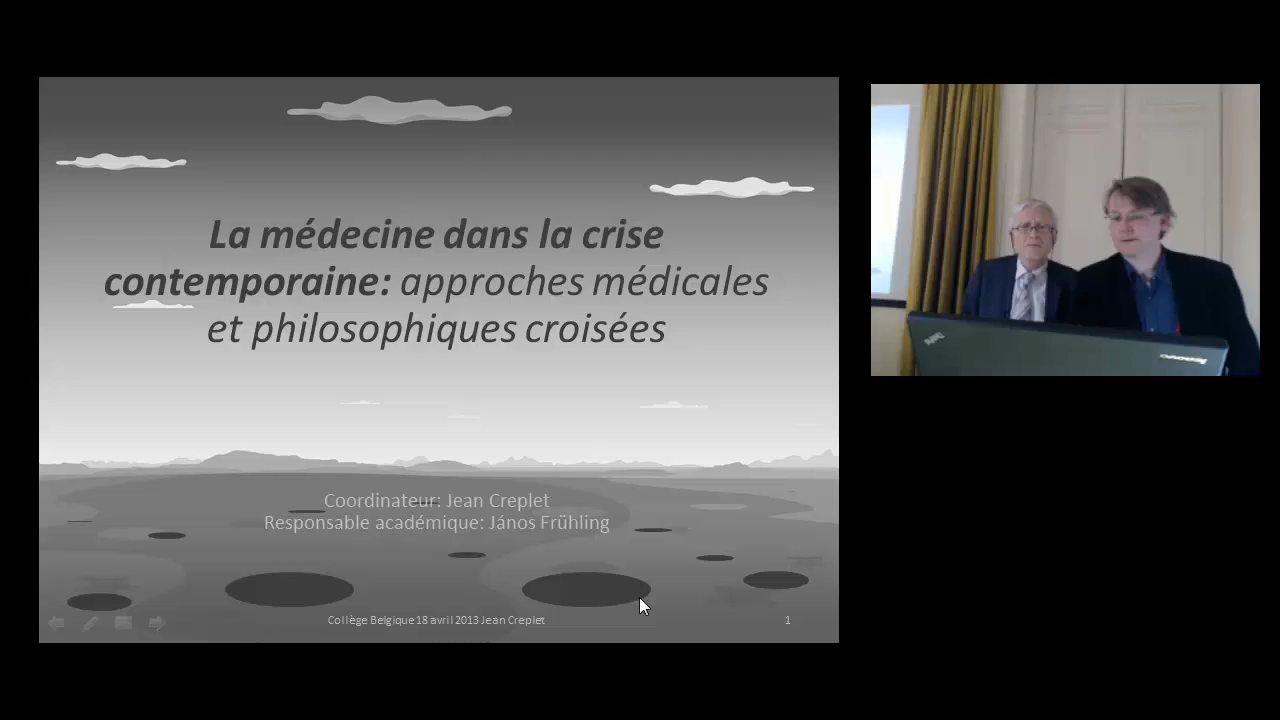 La médecine dans la crise
contemporaine: approches médicales
et philosophiques croisées
Coordinateur: Jean Creplet
Responsable académique: János Frühling
Collège Belgique 18 avril 2013 Jean Creplet
1